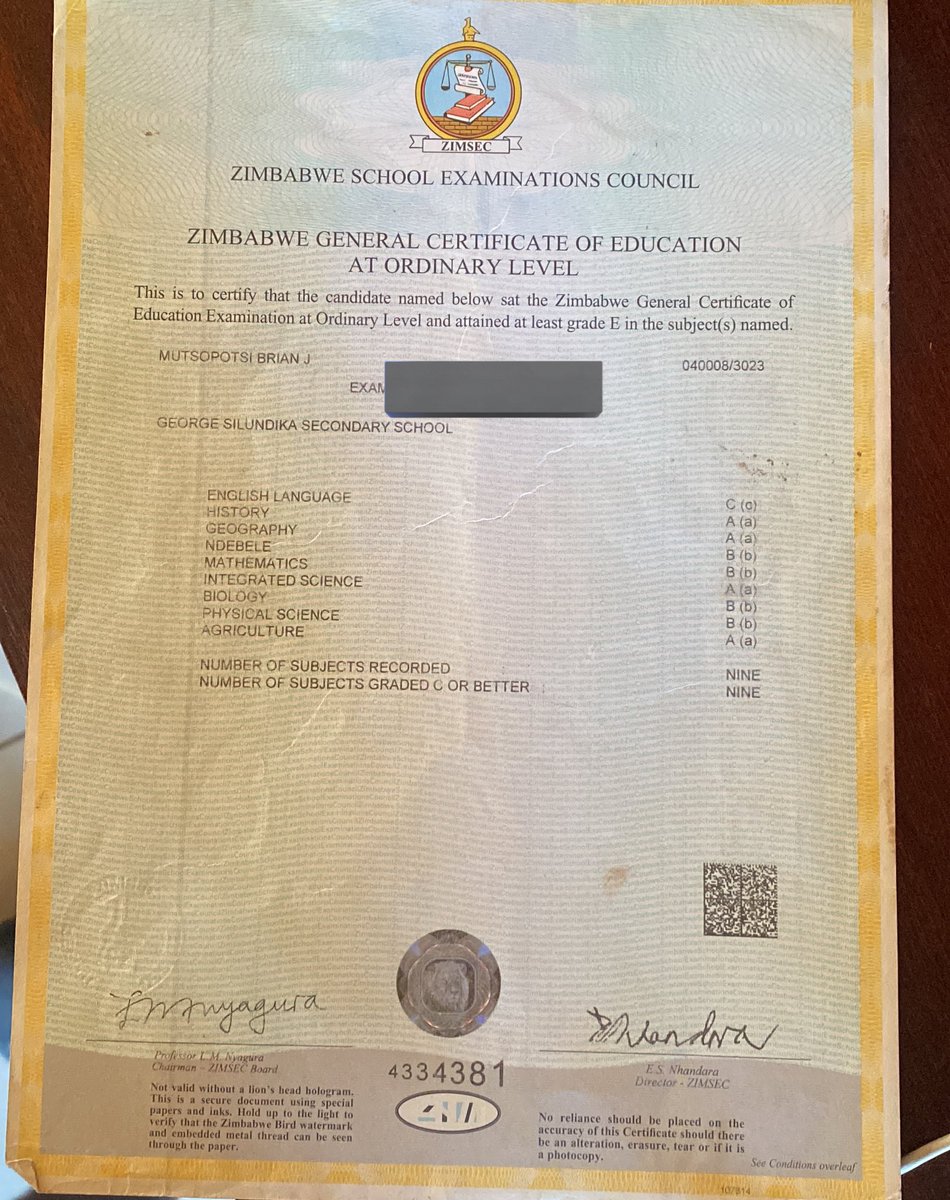 ZIMSEC
ZIMBABWE SCHOOL EXAMINATIONS COUNCIL
ZIMBABWE GENERAL CERTIFICATE OF EDUCATION
AT ORDINARY LEVEL
This is to certify that the candidate named below sat the Zimbabwe General Certificate of
Education Examination at Ordinary Level and attained at least grade E in the subject(s) named.
MUTSOPOTSI BRIAN J 040008/3023
EXAM
GEORGE SILUNDIKA SECONDARY SCHOOL
ENGLISH LANGUAGE C (c)
HISTORY A (a)
GEOGRAPHY A (a)
NDEBELE B (b)
MATHEMATICS B (b)
INTEGRATED SCIENCE A (a)
BIOLOGY B (b)
PHYSICAL SCIENCE B (b)
AGRICULTURE A (a)
NUMBER OF SUBJECTS RECORDED NINE
NUMBER OF SUBJECTS GRADED C OR BETTER : NINE
Professor L. M. Nyagura
Chairman – ZIMSEC Board
Not valid without a lion's head hologram.
This is a secure document using special
papers and inks. Hold up to the light to
verify that the Zimbabwe Bird watermark
and embedded metal thread can be seen
through the paper.
4334381
E.S. Nhandara
Director - ZIMSEC
No reliance should be placed on the
accuracy of this Certificate should there
be an alteration, erasure, tear or if it is
a photocopy.
See Conditions overleaf
107314